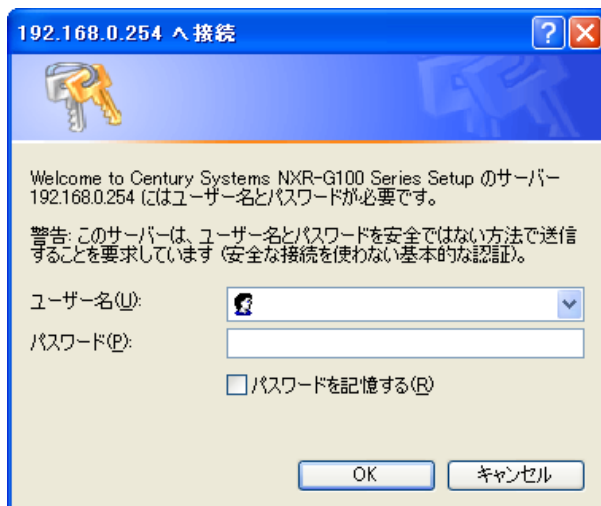 192.168.0.254 へ接続
Welcome to Century Systems NXR-G100 Series Setup のサーバー
192.168.0.254 にはユーザー名とパスワードが必要です。
警告: このサーバーは、ユーザー名とパスワードを安全ではない方法で送信
することを要求しています (安全な接続を使わない基本的な認証)。
ユーザー名(U):
パスワード(P):
パスワードを記憶する(R)
OK キャンセル